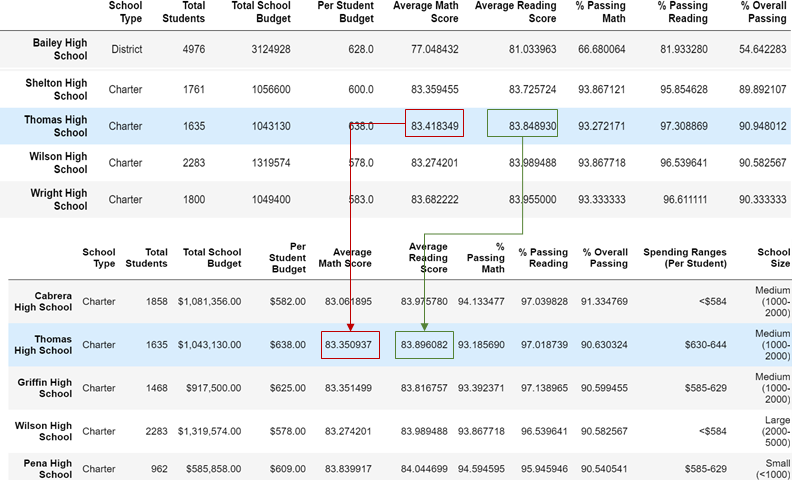 School Type Total Students Total School Budget Per Student Budget Average Math Score Average Reading Score % Passing Math % Passing Reading % Overall Passing
Bailey High School District 4976 3124928 628.0 77.048432 81.033963 66.680064 81.933280 54.642283
Shelton High School Charter 1761 1056600 600.0 83.359455 83.725724 93.867121 95.854628 89.892107
Thomas High School Charter 1635 1043130 638.0 83.418349 83.848930 93.272171 97.308869 90.948012
Wilson High School Charter 2283 1319574 578.0 83.274201 83.989488 93.867718 96.539641 90.582567
Wright High School Charter 1800 1049400 583.0 83.682222 83.955000 93.333333 96.611111 90.333333
School Type Total Students Total School Budget Per Student Budget Average Math Score Average Reading Score % Passing Math % Passing Reading % Overall Passing Spending Ranges (Per Student) School Size
Cabrera High School Charter 1858 $1,081,356.00 $582.00 83.061895 83.975780 94.133477 97.039828 91.334769 <$584 Medium (1000-2000)
Thomas High School Charter 1635 $1,043,130.00 $638.00 83.350937 83.896082 93.185690 97.018739 90.630324 $630-644 Medium (1000-2000)
Griffin High School Charter 1468 $917,500.00 $625.00 83.351499 83.816757 93.392371 97.138965 90.599455 $585-629 Medium (1000-2000)
Wilson High School Charter 2283 $1,319,574.00 $578.00 83.274201 83.989488 93.867718 96.539641 90.582567 <$584 Large (2000-5000)
Pena High School Charter 962 $585,858.00 $609.00 83.839917 84.044699 94.594595 95.945946 90.540541 $585-629 Small (<1000)